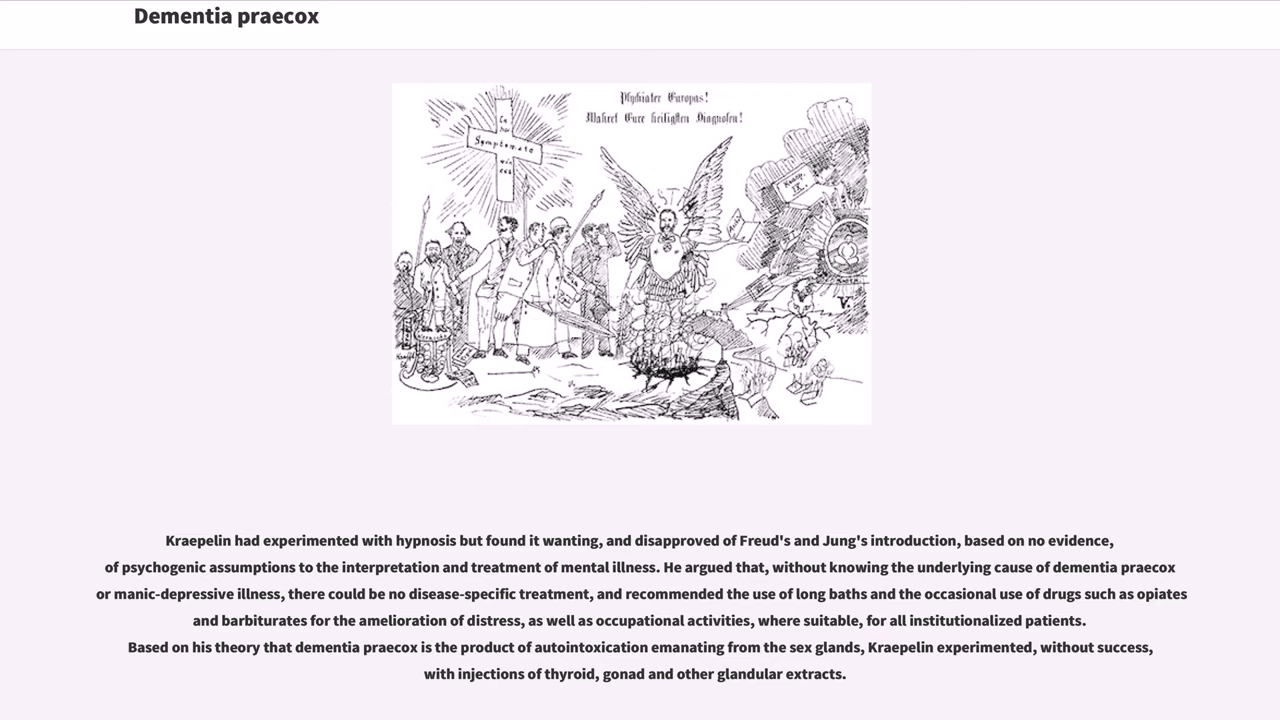 Dementia praecox
Psychiater Europas!
Wahret Eure heiligsten Diagnosen!
Symptomate
V.
Kraepelin had experimented with hypnosis but found it wanting, and disapproved of Freud's and Jung's introduction, based on no evidence,
of psychogenic assumptions to the interpretation and treatment of mental illness. He argued that, without knowing the underlying cause of dementia praecox
or manic-depressive illness, there could be no disease-specific treatment, and recommended the use of long baths and the occasional use of drugs such as opiates
and barbiturates for the amelioration of distress, as well as occupational activities, where suitable, for all institutionalized patients.
Based on his theory that dementia praecox is the product of autointoxication emanating from the sex glands, Kraepelin experimented, without success,
with injections of thyroid, gonad and other glandular extracts.